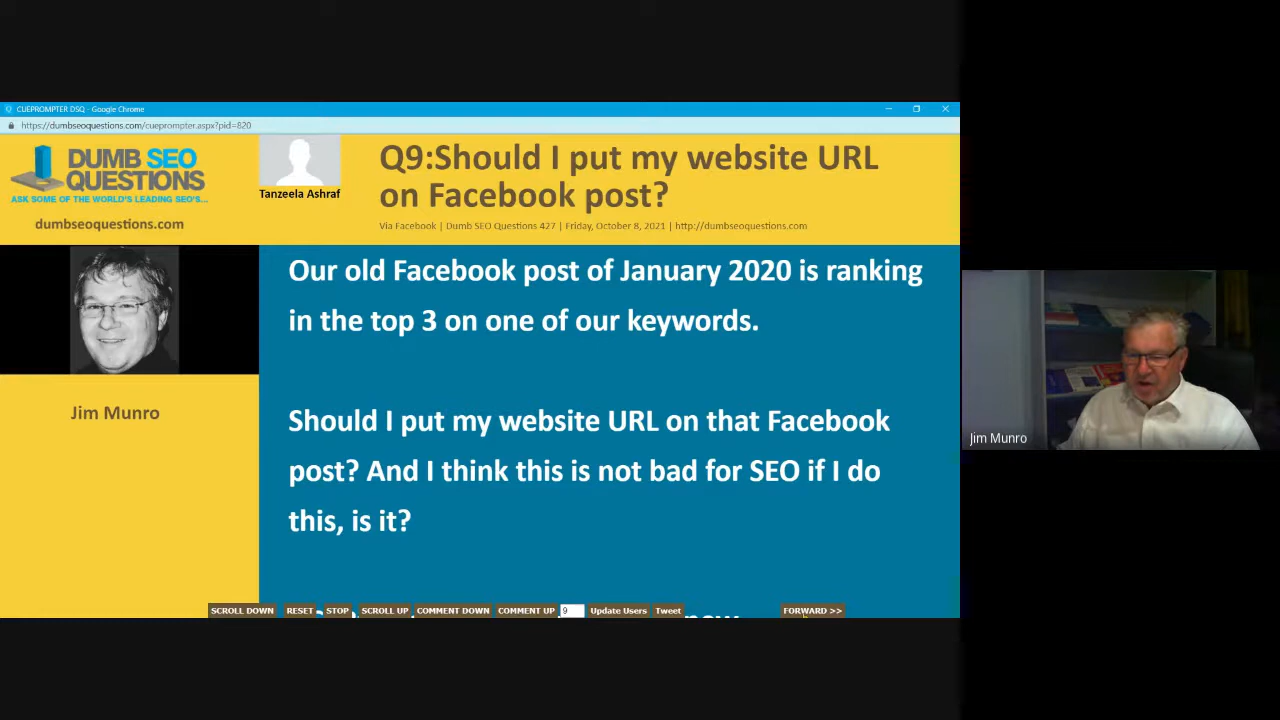 CUEPROMPTER DSQ - Google Chrome
https://dumbseoquestions.com/cueprompter.aspx?pid=820
DUMB SEO
QUESTIONS
ASK SOME OF THE WORLD'S LEADING SEO'S...
dumbseoquestions.com
Tanzeela Ashraf
Q9:Should I put my website URL
on Facebook post?
Via Facebook | Dumb SEO Questions 427 | Friday, October 8, 2021 | http://dumbseoquestions.com
Jim Munro
Our old Facebook post of January 2020 is ranking
in the top 3 on one of our keywords.
Should I put my website URL on that Facebook
post? And I think this is not bad for SEO if I do
this, is it?
SCROLL DOWN RESET STOP SCROLL UP COMMENT DOWN COMMENT UP 9 Update Users Tweet FORWARD >>
Jim Munro